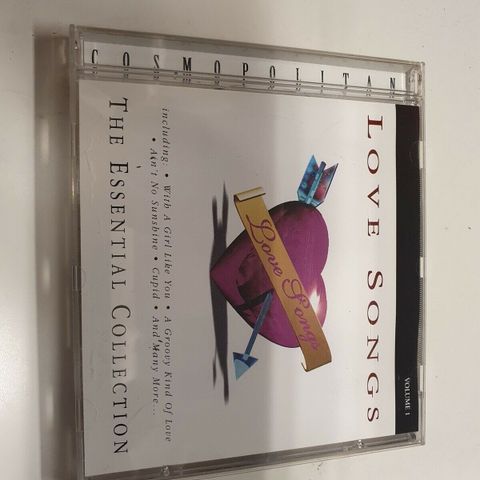 COSMOPOLITAN
VOLUME 1
LOVE SONGS
Love Songs
including: • With A Girl Like You • A Groovy Kind Of Love
• Ain't No Sunshine • Cupid • And Many More...
THE ESSENTIAL COLLECTION